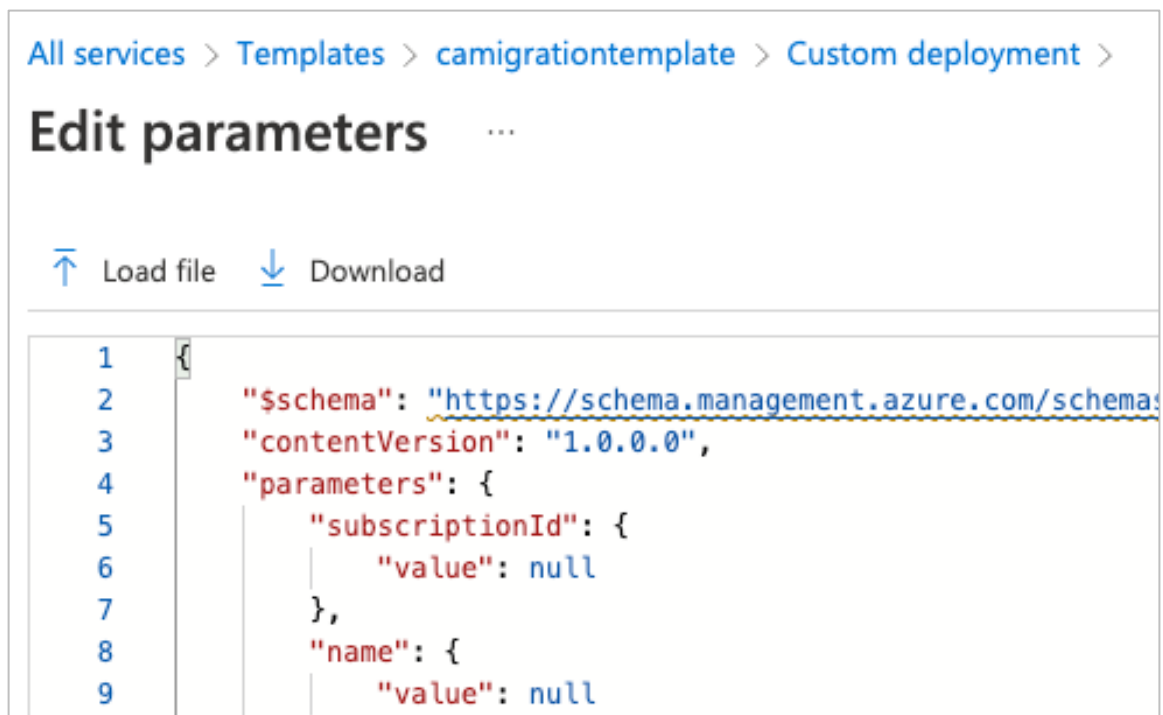 All services > Templates > camigrationtemplate > Custom deployment >
Edit parameters ...
Load file Download
1 {
2 "$schema": "https://schema.management.azure.com/schemas
3 "contentVersion": "1.0.0.0",
4 "parameters": {
5 "subscriptionId": {
6 "value": null
7 },
8 "name": {
9 "value": null